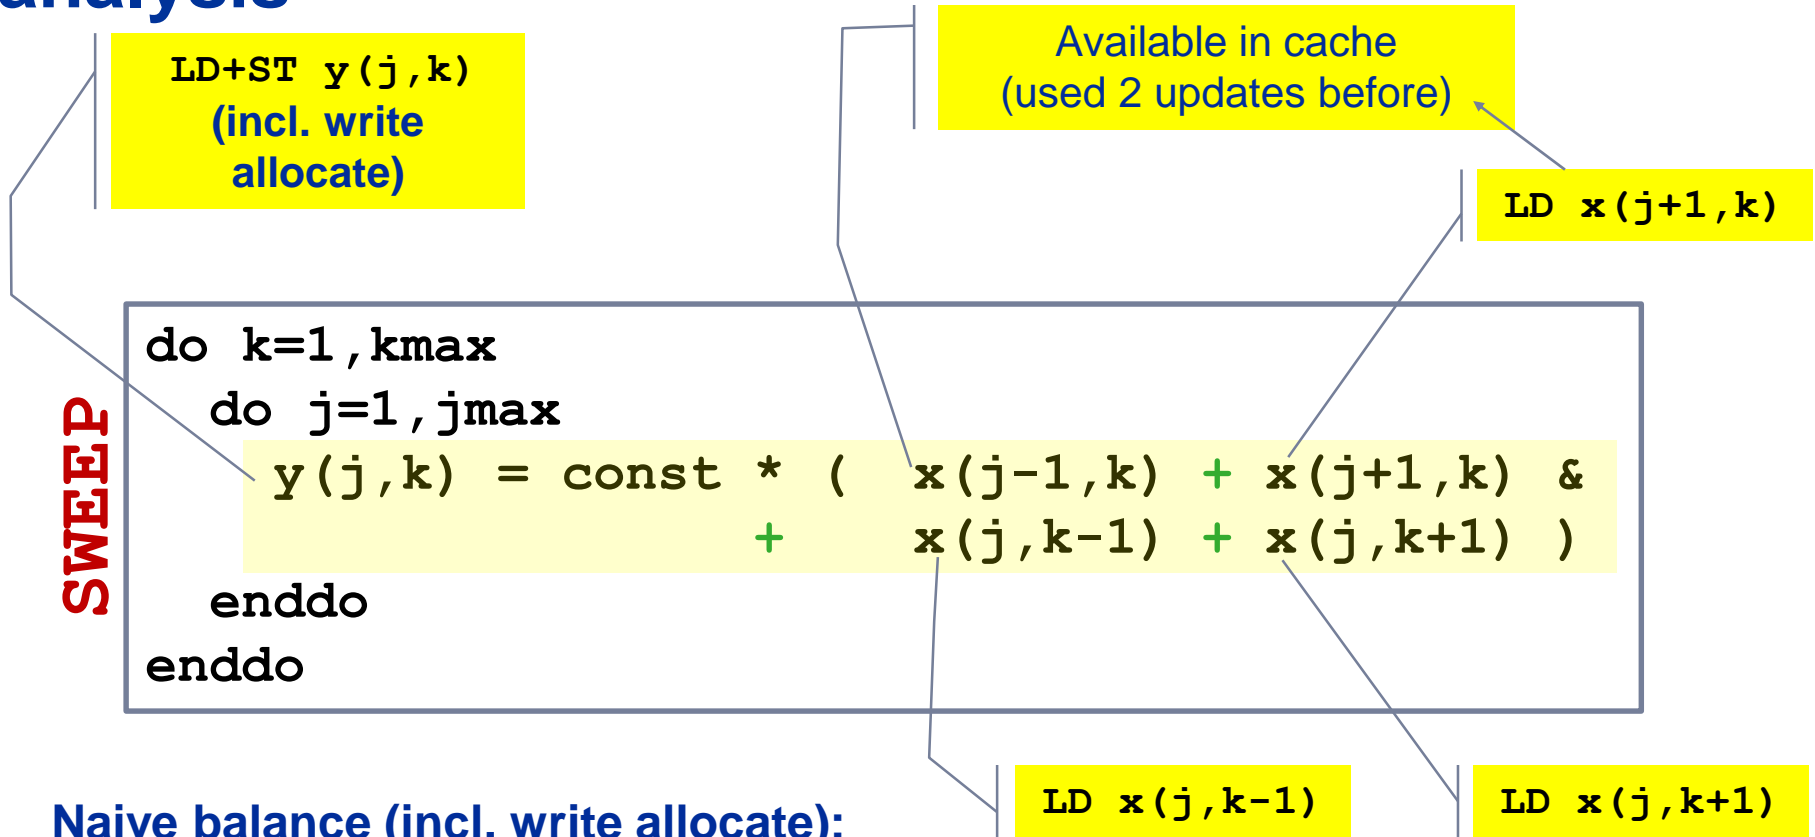 analysis
LD+ST y(j,k)
(incl. write
allocate)
Available in cache
(used 2 updates before)
LD x(j+1,k)
SWEEP
do k=1,kmax
do j=1,jmax
y(j,k) = const * ( x(j-1,k) + x(j+1,k) &
+ x(j,k-1) + x(j,k+1) )
enddo
enddo
LD x(j,k-1)
LD x(j,k+1)
Naive balance (incl. write allocate):